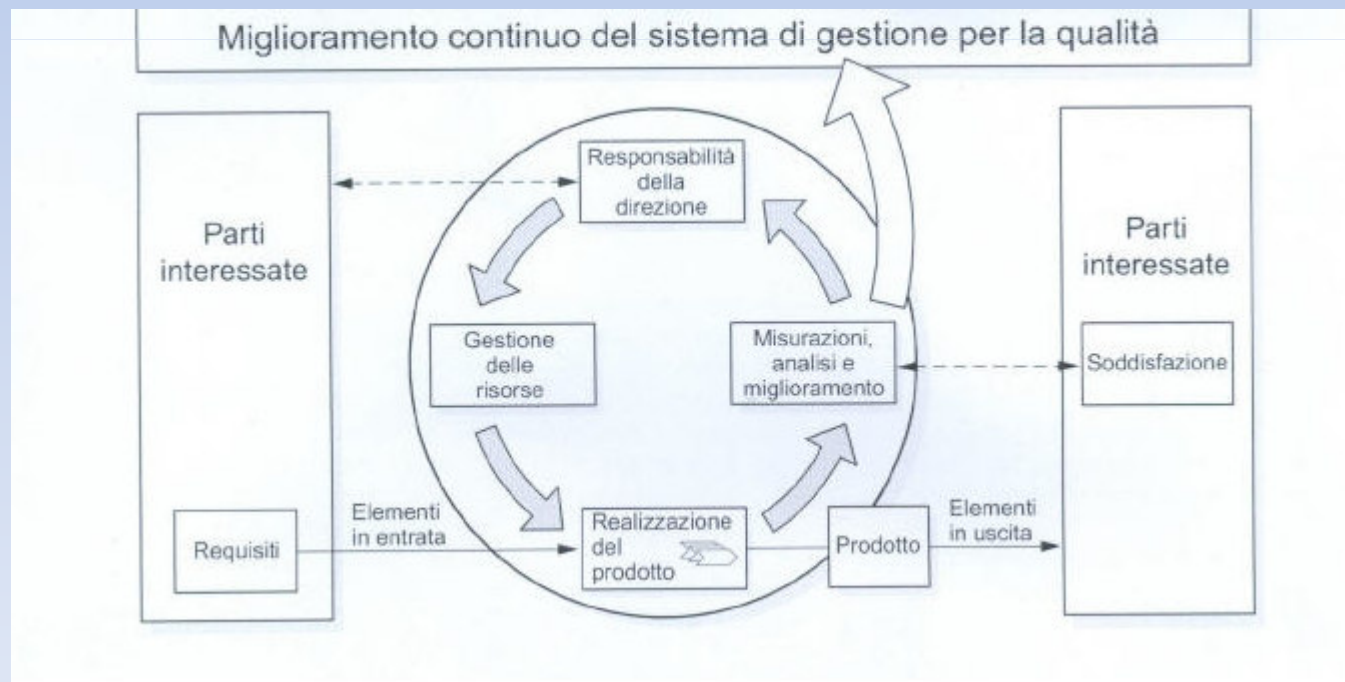 Miglioramento continuo del sistema di gestione per la qualità
Parti
interessate
Responsabilità
della
direzione
Parti
interessate
Gestione
delle
risorse
Misurazioni,
analisi e
miglioramento
Soddisfazione
Requisiti
Elementi
in entrata
Realizzazione
del
prodotto
Prodotto
Elementi
in uscita